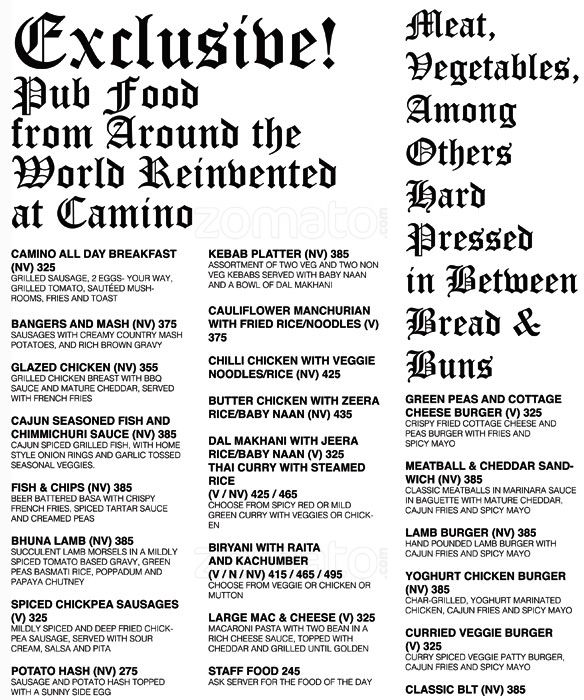 Exclusive!
Pub Food
from Around the
World Reinvented
at Camino
CAMINO ALL DAY BREAKFAST
(NV) 325
GRILLED SAUSAGE, 2 EGGS- YOUR WAY,
GRILLED TOMATO, SAUTÉED MUSH-
ROOMS, FRIES AND TOAST
BANGERS AND MASH (NV) 375
SAUSAGES WITH CREAMY COUNTRY MASH
POTATOES, AND RICH BROWN GRAVY
GLAZED CHICKEN (NV) 355
GRILLED CHICKEN BREAST WITH BBQ
SAUCE AND MATURE CHEDDAR, SERVED
WITH FRENCH FRIES
CAJUN SEASONED FISH AND
CHIMMICHURI SAUCE (NV) 385
CAJUN SPICED GRILLED FISH, WITH HOME
STYLE ONION RINGS AND GARLIC TOSSED
SEASONAL VEGGIES.
FISH & CHIPS (NV) 385
BEER BATTERED BASA WITH CRISPY
FRENCH FRIES, SPICED TARTAR SAUCE
AND CREAMED PEAS
BHUNA LAMB (NV) 385
SUCCULENT LAMB MORSELS IN A MILDLY
SPICED TOMATO BASED GRAVY, GREEN
PEAS BASMATI RICE, POPPADUM AND
PAPAYA CHUTNEY
SPICED CHICKPEA SAUSAGES
(V) 325
MILDLY SPICED AND DEEP FRIED CHICK-
PEA SAUSAGE, SERVED WITH SOUR
CREAM, SALSA AND PITA
POTATO HASH (NV) 275
SAUSAGE AND POTATO HASH TOPPED
WITH A SUNNY SIDE EGG
KEBAB PLATTER (NV) 385
ASSORTMENT OF TWO VEG AND TWO NON
VEG KEBABS SERVED WITH BABY NAAN
AND A BOWL OF DAL MAKHANI
CAULIFLOWER MANCHURIAN
WITH FRIED RICE/NOODLES (V)
375
CHILLI CHICKEN WITH VEGGIE
NOODLES/RICE (NV) 425
BUTTER CHICKEN WITH ZEERA
RICE/BABY NAAN (NV) 435
DAL MAKHANI WITH JEERA
RICE/BABY NAAN (V) 325
THAI CURRY WITH STEAMED
RICE
(V / NV) 425 / 465
CHOOSE FROM SPICY RED OR MILD
GREEN CURRY WITH VEGGIES OR CHICK-
EN
BIRYANI WITH RAITA
AND KACHUMBER
(V / N / NV) 415 / 465 / 495
CHOOSE FROM VEGGIE OR CHICKEN OR
MUTTON
LARGE MAC & CHEESE (V) 325
MACARONI PASTA WITH TWO BEAN IN A
RICH CHEESE SAUCE, TOPPED WITH
CHEDDAR AND GRILLED UNTIL GOLDEN
STAFF FOOD 245
ASK SERVER FOR THE FOOD OF THE DAY
Meat,
Vegetables,
Among
Others
Hard
Pressed
in Between
Bread &
Buns
GREEN PEAS AND COTTAGE
CHEESE BURGER (V) 325
CRISPY FRIED COTTAGE CHEESE AND
PEAS BURGER WITH FRIES AND
SPICY MAYO
MEATBALL & CHEDDAR SAND-
WICH (NV) 385
CLASSIC MEATBALLS IN MARINARA SAUCE
IN BAGUETTE WITH MATURE CHEDDAR,
CAJUN FRIES AND SPICY MAYO
LAMB BURGER (NV) 385
HAND POUNDED LAMB BURGER WITH
CAJUN FRIES AND SPICY MAYO
YOGHURT CHICKEN BURGER
(NV) 385
CHAR-GRILLED, YOGHURT MARINATED
CHICKEN, CAJUN FRIES AND SPICY MAYO
CURRIED VEGGIE BURGER
(V) 325
CURRY SPICED VEGGIE PATTY BURGER,
CAJUN FRIES AND SPICY MAYO
CLASSIC BLT (NV) 385
zomato.com
zomato.com